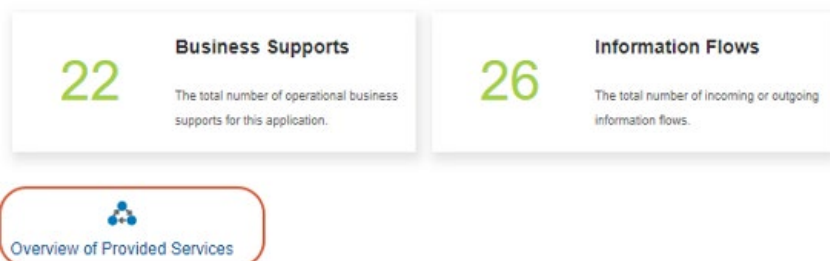 22
Business Supports
The total number of operational business
supports for this application.
26
Information Flows
The total number of incoming or outgoing
information flows.
Overview of Provided Services